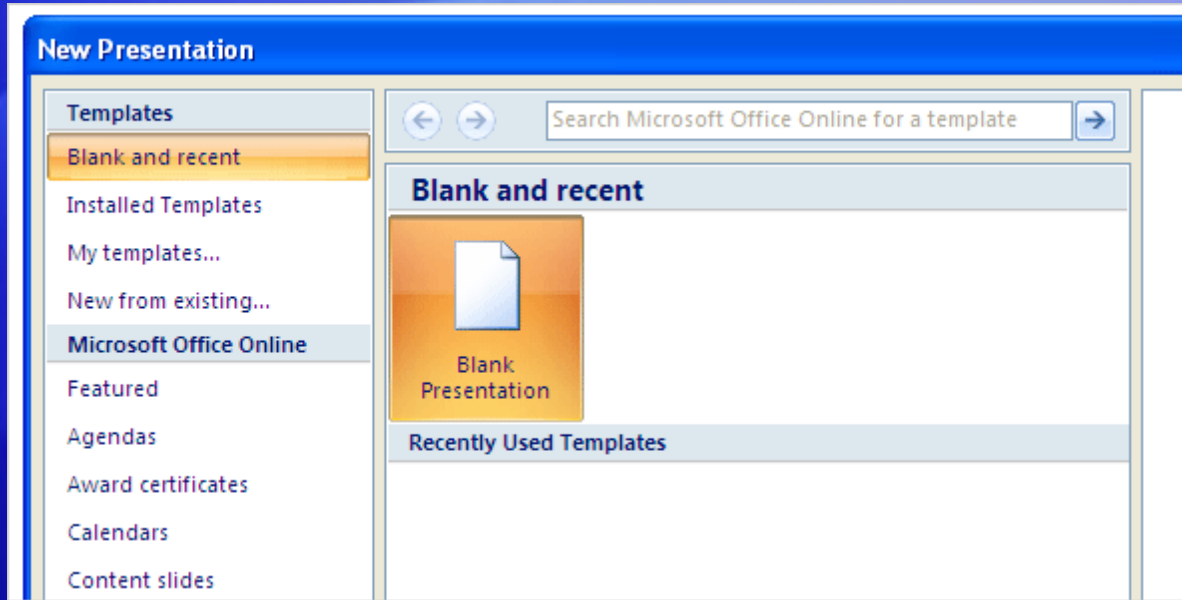 New Presentation
Templates
Blank and recent
Installed Templates
My templates...
New from existing...
Microsoft Office Online
Featured
Agendas
Award certificates
Calendars
Content slides
Search Microsoft Office Online for a template
Blank and recent
Blank
Presentation
Recently Used Templates